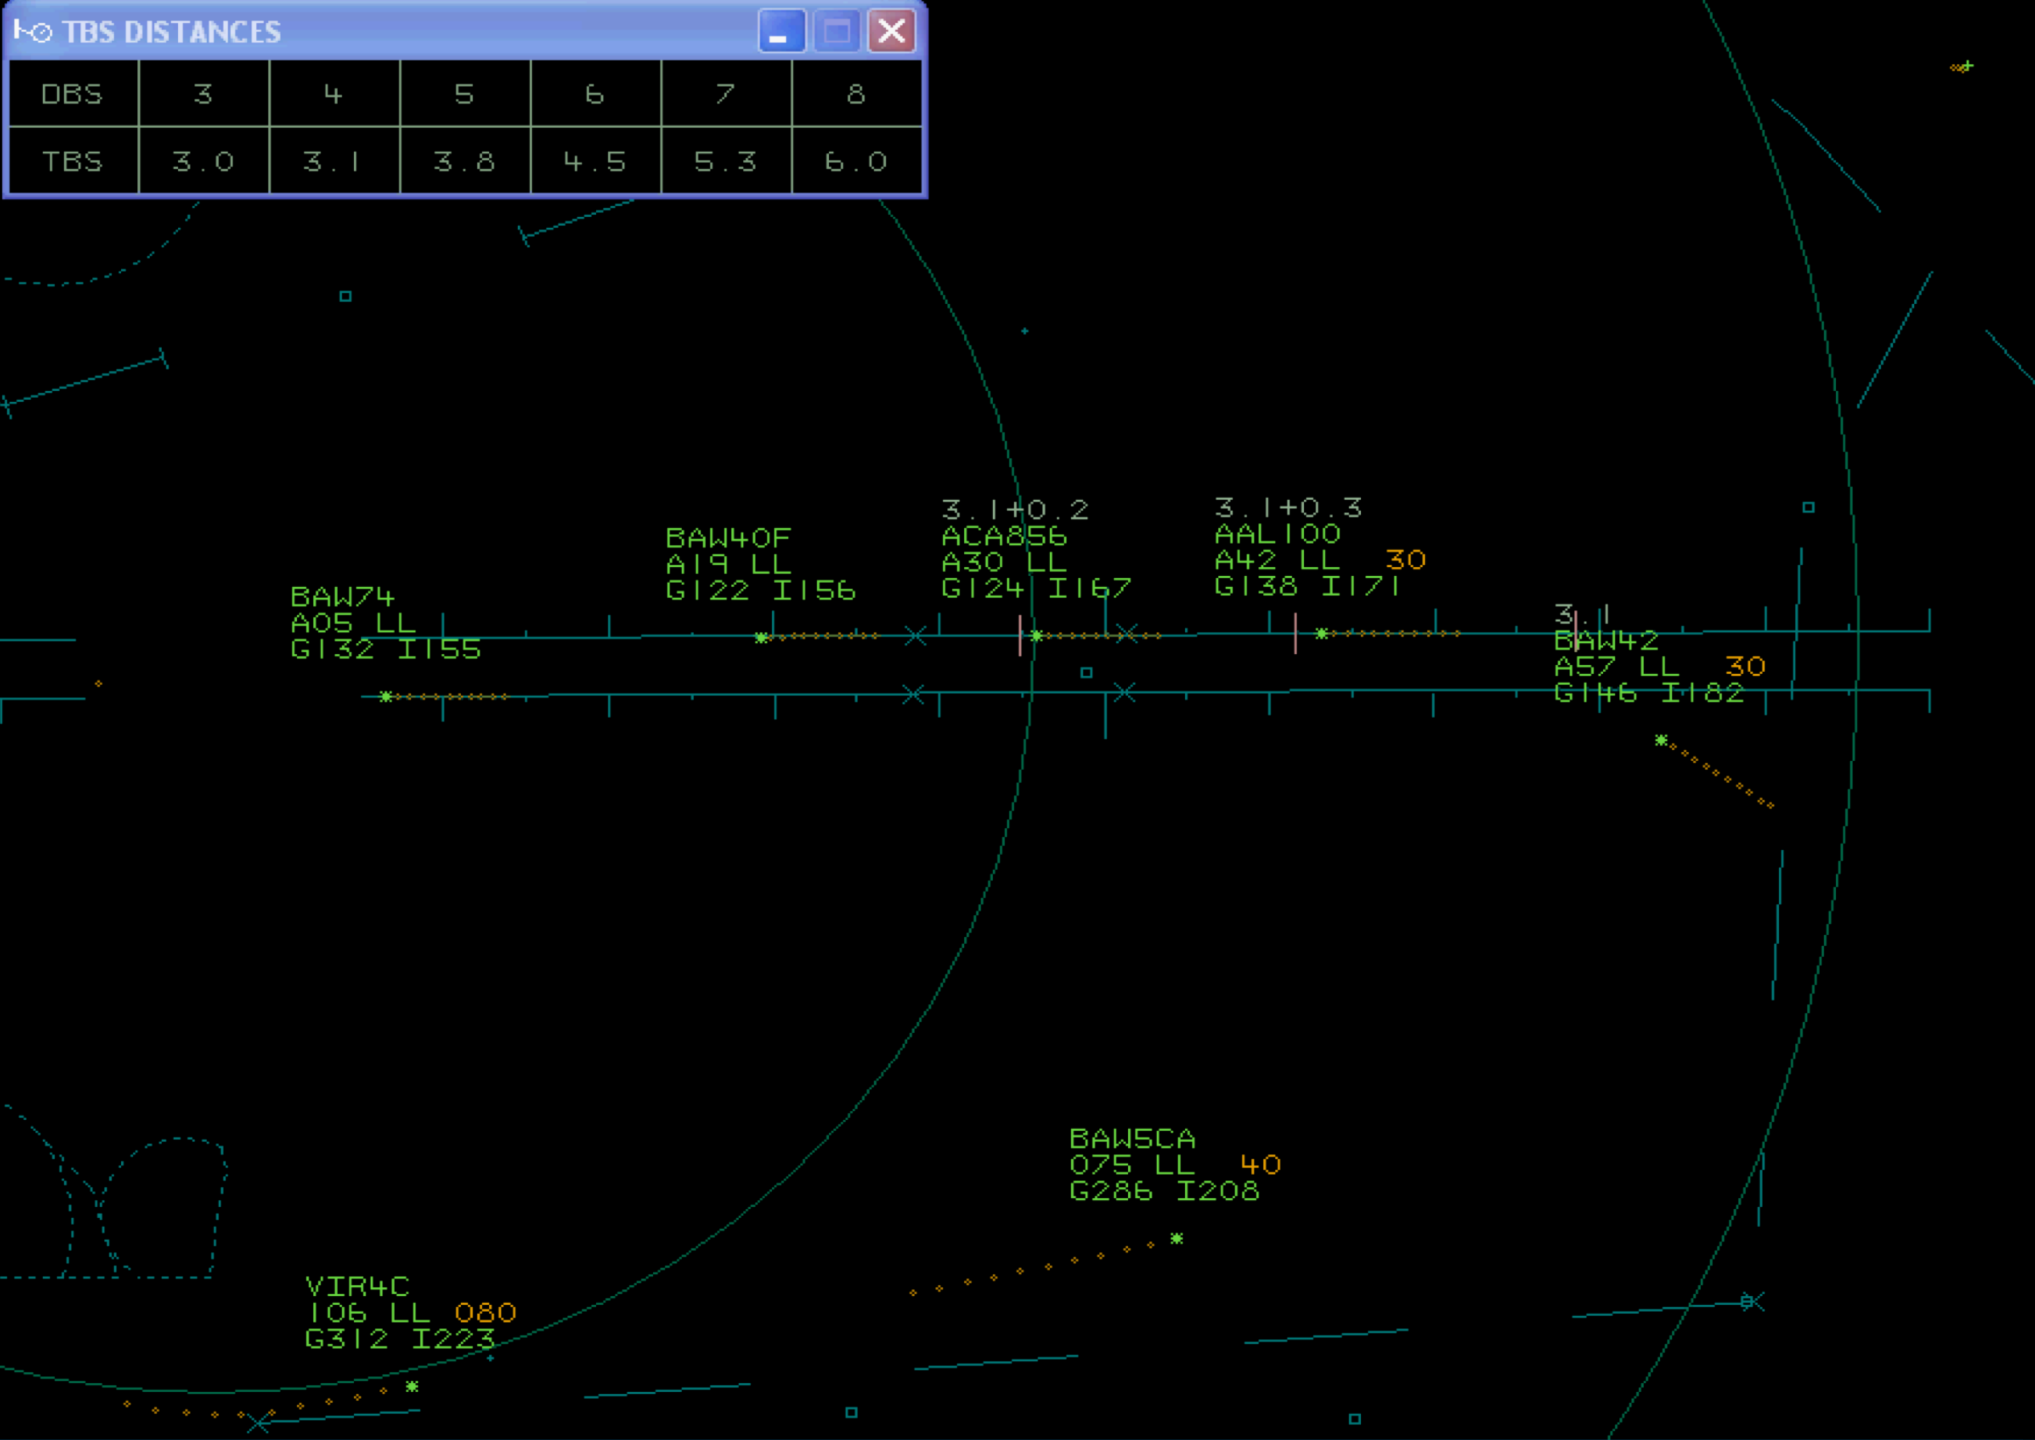 TBS DISTANCES
DBS 3 4 5 6 7 8
TBS 3.0 3.1 3.8 4.5 5.3 6.0
BAW74
A05 LL
G132 I155
BAW40F
A19 LL
G122 I156
3.1+0.2
ACA856
A30 LL
G124 I167
3.1+0.3
AAL100
A42 LL 30
G138 I171
3.1
BAW42
A57 LL 30
G146 I182
BAW5CA
075 LL 40
G286 I208
VIR4C
106 LL 080
G312 I223